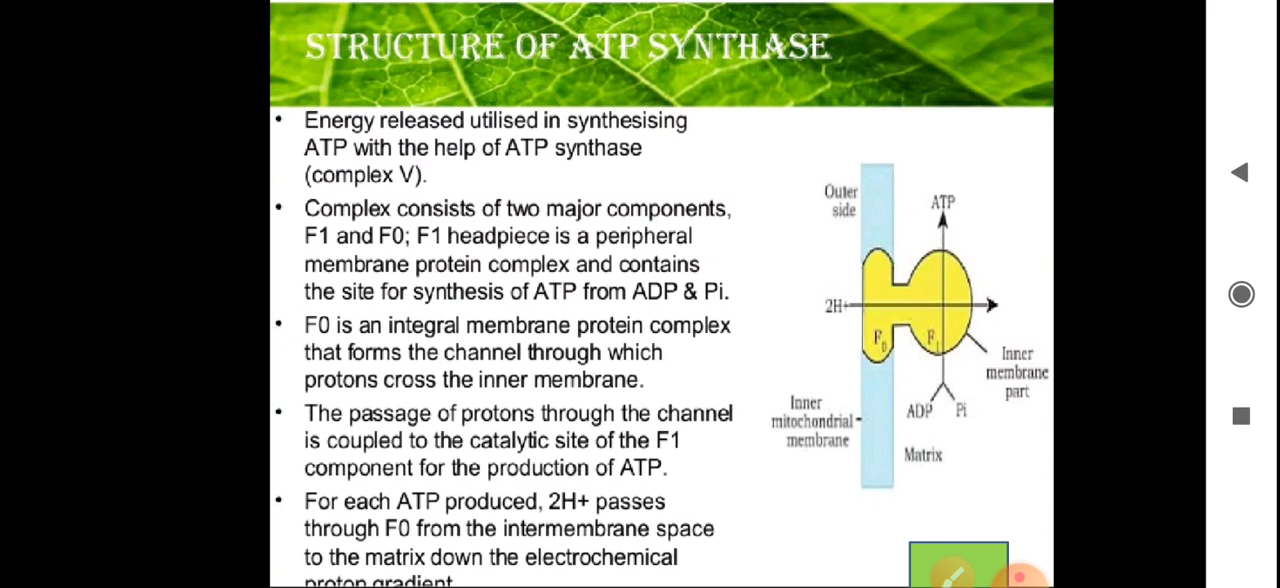 STRUCTURE OF ATP SYNTHASE
• Energy released utilised in synthesising
ATP with the help of ATP synthase
(complex V).
• Complex consists of two major components,
F1 and F0; F1 headpiece is a peripheral
membrane protein complex and contains
the site for synthesis of ATP from ADP & Pi.
• F0 is an integral membrane protein complex
that forms the channel through which
protons cross the inner membrane.
• The passage of protons through the channel
is coupled to the catalytic site of the F1
component for the production of ATP.
• For each ATP produced, 2H+ passes
through F0 from the intermembrane space
to the matrix down the electrochemical
proton gradient
Outer
side
ATP
2H+
F0
F1
Inner
membrane
part
Inner
mitochondrial
membrane
ADP
Pi
Matrix